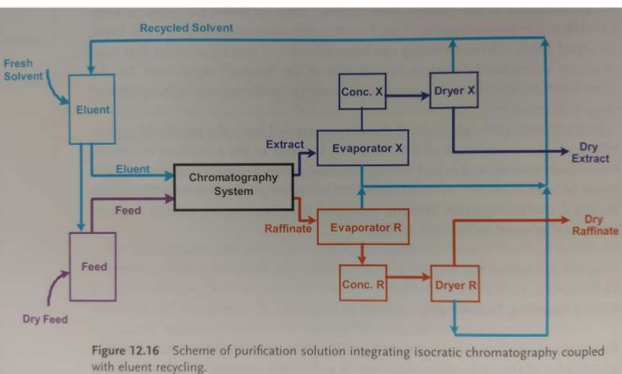 Recycled Solvent
Fresh
Solvent
Eluent
Conc. X
Dryer X
Extract
Evaporator X
Dry
Extract
Eluent
Chromatography
System
Feed
Raffinate
Evaporator R
Dry
Raffinate
Feed
Conc. R
Dryer R
Dry Feed
Figure 12.16 Scheme of purification solution integrating isocratic chromatography coupled
with eluent recycling.